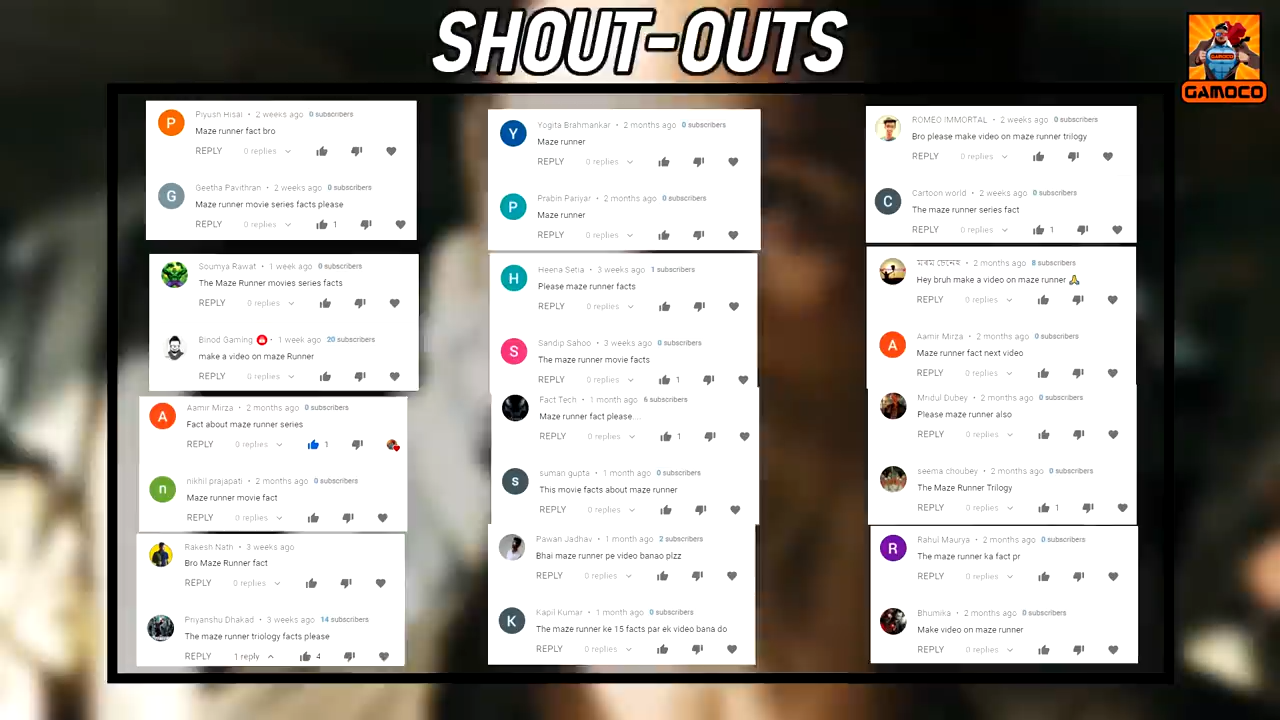 SHOUT-OUTS
GAMOCO
GAMOCO
Piyush Hisal • 2 weeks ago 0 subscribers
Maze runner fact bro
REPLY 0 replies
Geetha Pavithran • 2 weeks ago 0 subscribers
Maze runner movie series facts please
REPLY 0 replies 1
Soumya Rawat • 1 week ago 0 subscribers
The Maze Runner movies series facts
REPLY 0 replies
Binod Gaming • 1 week ago 20 subscribers
make a video on maze Runner
REPLY 0 replies
Aamir Mirza • 2 months ago 0 subscribers
Fact about maze runner series
REPLY 0 replies 1
nikhil prajapati • 2 months ago 0 subscribers
Maze runner movie fact
REPLY 0 replies
Rakesh Nath • 3 weeks ago
Bro Maze Runner fact
REPLY 0 replies
Priyanshu Dhakad • 3 weeks ago 14 subscribers
The maze runner triology facts please
REPLY 1 reply 4
Yogita Brahmankar • 2 months ago 0 subscribers
Maze runner
REPLY 0 replies
Prabin Pariyar • 2 months ago 0 subscribers
Maze runner
REPLY 0 replies
Heena Setia • 3 weeks ago 1 subscribers
Please maze runner facts
REPLY 0 replies
Sandip Sahoo • 3 weeks ago 0 subscribers
The maze runner movie facts
REPLY 0 replies 1
Fact Tech • 1 month ago 6 subscribers
Maze runner fact please....
REPLY 0 replies 1
suman gupta • 1 month ago 0 subscribers
This movie facts about maze runner
REPLY 0 replies
Pawan Jadhav • 1 month ago 2 subscribers
Bhai maze runner pe video banao plzz
REPLY 0 replies
Kapil Kumar • 1 month ago 0 subscribers
The maze runner ke 15 facts par ek video bana do
REPLY 0 replies
ROMEO IMMORTAL • 2 weeks ago 0 subscribers
Bro please make video on maze runner trilogy
REPLY 0 replies
Cartoon world • 2 weeks ago 0 subscribers
The maze runner series fact
REPLY 0 replies 1
মৰম চেনেহ • 2 months ago 8 subscribers
Hey bruh make a video on maze runner 🙏
REPLY 0 replies
Aamir Mirza • 2 months ago 0 subscribers
Maze runner fact next video
REPLY 0 replies
Mridul Dubey • 2 months ago 0 subscribers
Please maze runner also
REPLY 0 replies
seema choubey • 2 months ago 0 subscribers
The Maze Runner Trilogy
REPLY 0 replies 1
Rahul Maurya • 2 months ago 0 subscribers
The maze runner ka fact pr
REPLY 0 replies
Bhumika • 2 months ago 0 subscribers
Make video on maze runner
REPLY 0 replies